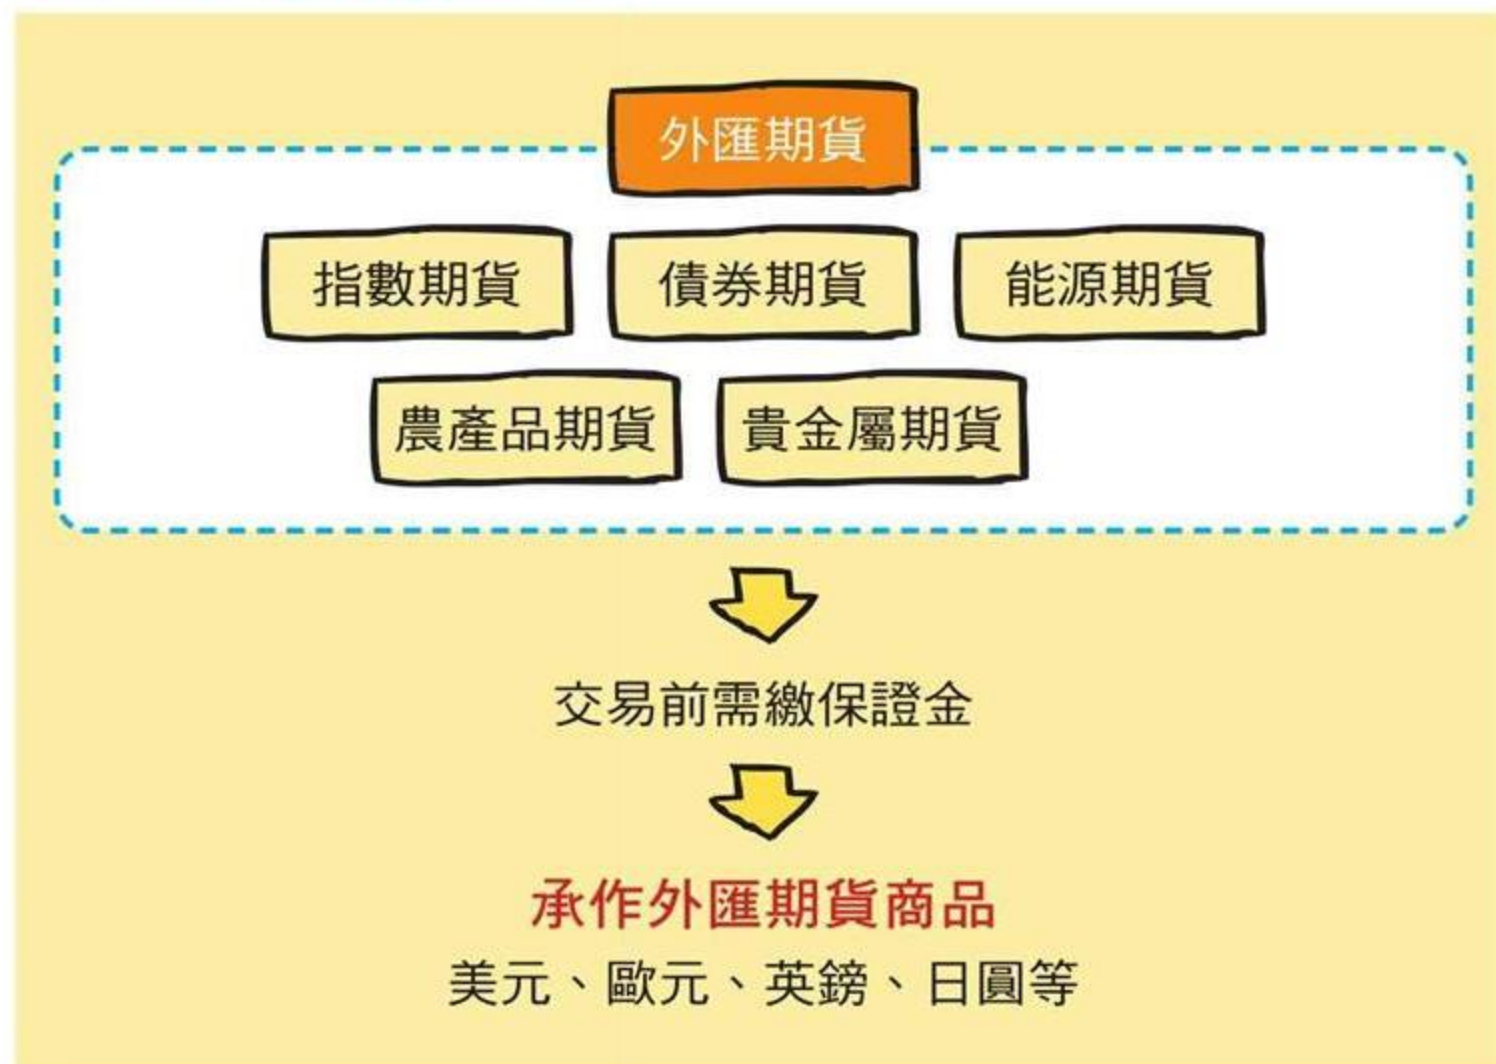 外匯期貨
指數期貨 債券期貨 能源期貨
農產品期貨 貴金屬期貨
交易前需繳保證金
承作外匯期貨商品
美元、歐元、英鎊、日圓等